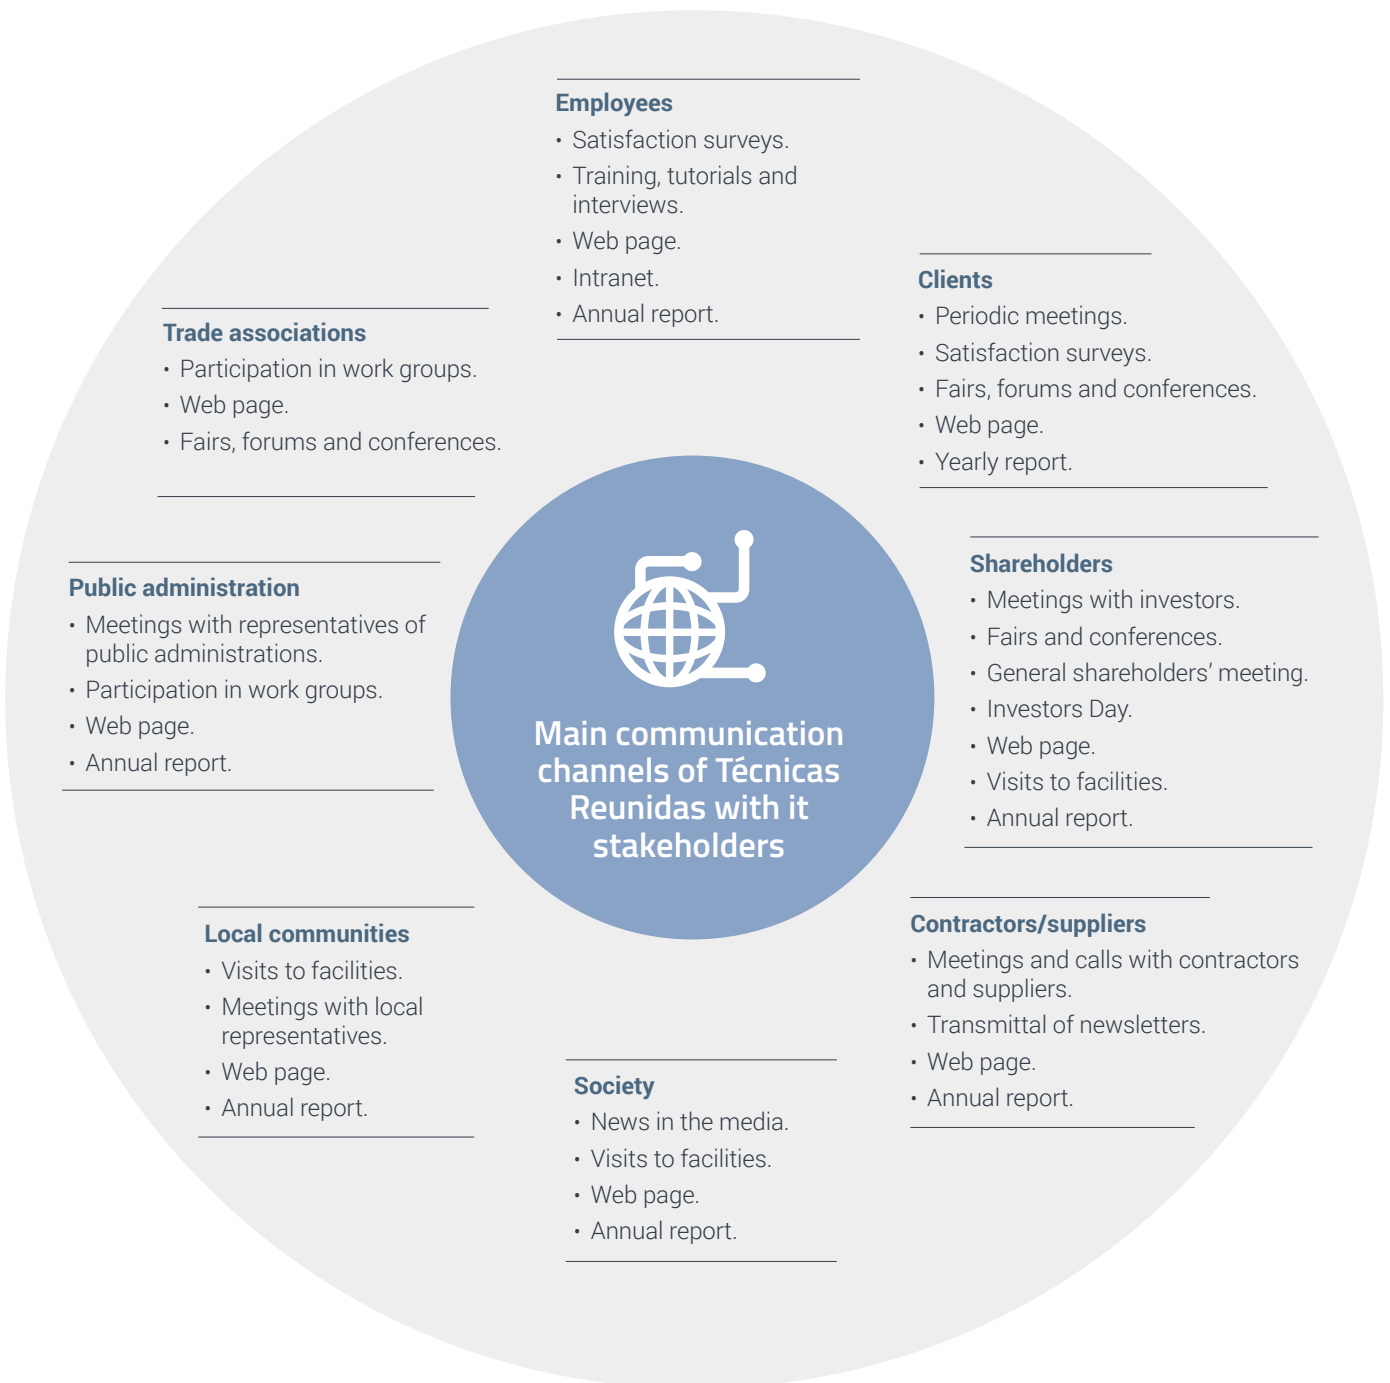 Employees
• Satisfaction surveys.
• Training, tutorials and
interviews.
• Web page.
• Intranet.
• Annual report.
Clients
• Periodic meetings.
• Satisfaction surveys.
• Fairs, forums and conferences.
• Web page.
• Yearly report.
Shareholders
• Meetings with investors.
• Fairs and conferences.
• General shareholders’ meeting.
• Investors Day.
• Web page.
• Visits to facilities.
• Annual report.
Contractors/suppliers
• Meetings and calls with contractors
and suppliers.
• Transmittal of newsletters.
• Web page.
• Annual report.
Society
• News in the media.
• Visits to facilities.
• Web page.
• Annual report.
Local communities
• Visits to facilities.
• Meetings with local
representatives.
• Web page.
• Annual report.
Public administration
• Meetings with representatives of
public administrations.
• Participation in work groups.
• Web page.
• Annual report.
Trade associations
• Participation in work groups.
• Web page.
• Fairs, forums and conferences.
Main communication
channels of Técnicas
Reunidas with it
stakeholders